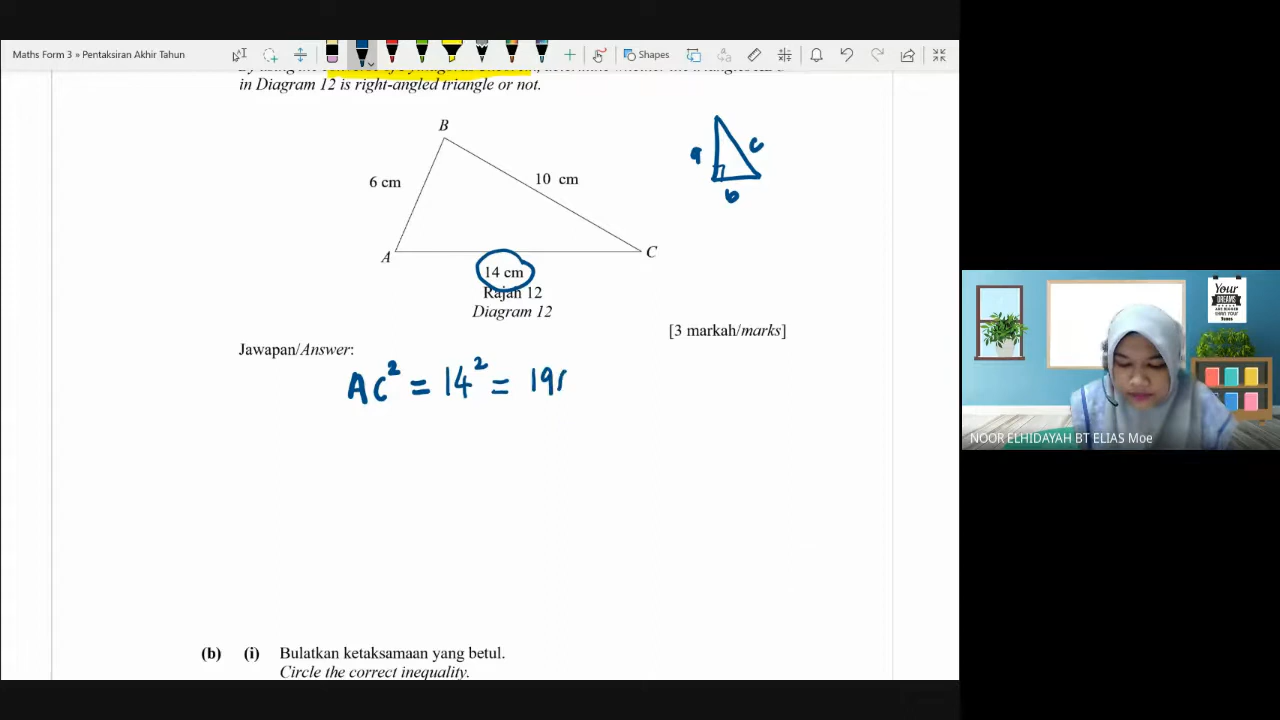 Maths Form 3 » Pentaksiran Akhir Tahun
Shapes
in Diagram 12 is right-angled triangle or not.
B
6 cm
10 cm
A
C
14 cm
Rajah 12
Diagram 12
a
c
b
[3 markah/marks]
Jawapan/Answer:
AC² = 14² = 19
(b) (i) Bulatkan ketaksamaan yang betul.
Circle the correct inequality.
Your
DREAMS
NOOR ELHIDAYAH BT ELIAS Moe